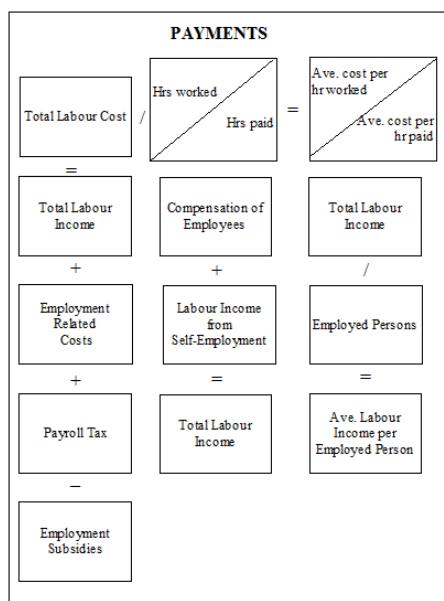 PAYMENTS
Total Labour Cost
/
Hrs worked
Hrs paid
=
Ave. cost per
hr worked
Ave. cost per
hr paid
=
Total Labour
Income
Compensation of
Employees
Total Labour
Income
+
+
/
Employment
Related
Costs
Labour Income
from
Self-Employment
Employed Persons
+
=
=
Payroll Tax
Total Labour
Income
Ave. Labour
Income per
Employed Person
–
Employment
Subsidies